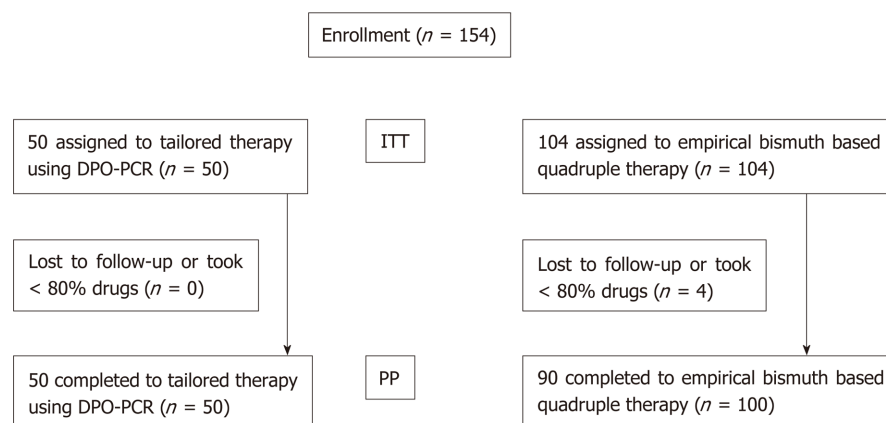 Enrollment (n = 154)
50 assigned to tailored therapy
using DPO-PCR (n = 50)
ITT
104 assigned to empirical bismuth based
quadruple therapy (n = 104)
Lost to follow-up or took
< 80% drugs (n = 0)
Lost to follow-up or took
< 80% drugs (n = 4)
50 completed to tailored therapy
using DPO-PCR (n = 50)
PP
90 completed to empirical bismuth based
quadruple therapy (n = 100)